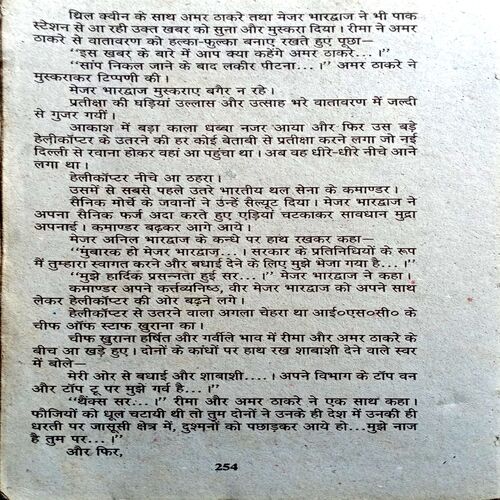 थ्रिल क्वीन के साथ अमर ठाकरे तथा मेजर भारद्वाज ने भी पाक
स्टेशन से आ रही उक्त खबर को सुना और मुस्करा दिया। रीमा ने अमर
ठाकरे से वातावरण को हल्का-फुल्का बनाए रखते हुए पूछा—
"इस खबर के बारे में आप क्या कहेंगे अमर ठाकरे...।"
"सांप निकल जाने के बाद लकीर पीटना...।" अमर ठाकरे ने
मुस्कराकर टिप्पणी की।
मेजर भारद्वाज मुस्कराए बगैर न रहे।
प्रतीक्षा की घड़ियां उल्लास और उत्साह भरे वातावरण में जल्दी
से गुजर गयीं।
आकाश में बड़ा काला धब्बा नजर आया और फिर उस बड़े
हेलीकॉप्टर के उतरने की हर कोई बेताबी से प्रतीक्षा करने लगा जो नई
दिल्ली से रवाना होकर वहां आ पहुंचा था। अब वह धीरे-धीरे नीचे आने
लगा था।
हेलीकॉप्टर नीचे आ ठहरा।
उसमें से सबसे पहले उतरे भारतीय थल सेना के कमाण्डर।
सैनिक मोर्चे के जवानों ने उन्हें सैल्यूट दिया। मेजर भारद्वाज ने
अपना सैनिक फर्ज अदा करते हुए एड़ियां चटकाकर सावधान मुद्रा
अपनाई। कमाण्डर बढ़कर आगे आये।
मेजर अनिल भारद्वाज के कन्धे पर हाथ रखकर कहा—
"मुबारक हो मेजर भारद्वाज...। सरकार के प्रतिनिधियों के रूप
में तुम्हारा स्वागत करने और बधाई देने के लिए मुझे भेजा गया है...।"
"मुझे हार्दिक प्रसन्नता हुई सर...।" मेजर भारद्वाज ने कहा।
कमाण्डर अपने कर्त्तव्यनिष्ठ, वीर मेजर भारद्वाज को अपने साथ
लेकर हेलीकॉप्टर की ओर बढ़ने लगे।
हेलीकॉप्टर से उतरने वाला अगला चेहरा था आई०एस०सी० के
चीफ ऑफ स्टाफ खुराना का।
चीफ खुराना हर्षित और गर्वीले भाव में रीमा और अमर ठाकरे के
बीच आ खड़े हुए। दोनों के कांधों पर हाथ रख शाबाशी देने वाले स्वर
में बोले—
मेरी ओर से बधाई और शाबाशी....। अपने विभाग के टॉप वन
और टॉप टू पर मुझे गर्व है...।"
"थैंक्स सर...।" रीमा और अमर ठाकरे ने एक साथ कहा।
फौजियों को धूल चटायी थी तो तुम दोनों ने उनके ही देश में उनकी ही
धरती पर जासूसी क्षेत्र में, दुश्मनों को पछाड़कर आये हो...मुझे नाज
है तुम पर...।"
और फिर,
254